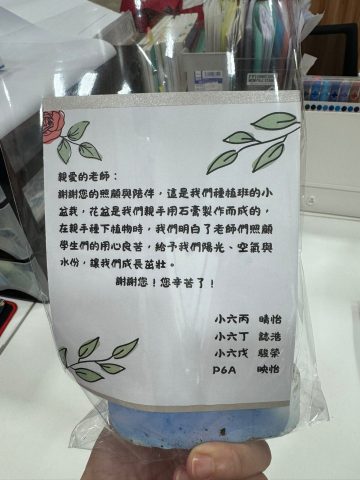 親愛的老師：
謝謝您的照顧與陪伴，這是我們種植班的小
盆栽，花盆是我們親手用石膏製作而成的，
在親手種下植物時，我們明白了老師們照顧
學生們的用心良苦，給予我們陽光、空氣與
水份，讓我們成長茁壯。
謝謝您！您辛苦了！
小六丙 晴怡
小六丁 誌浩
小六戊 駿榮
P6A 映怡